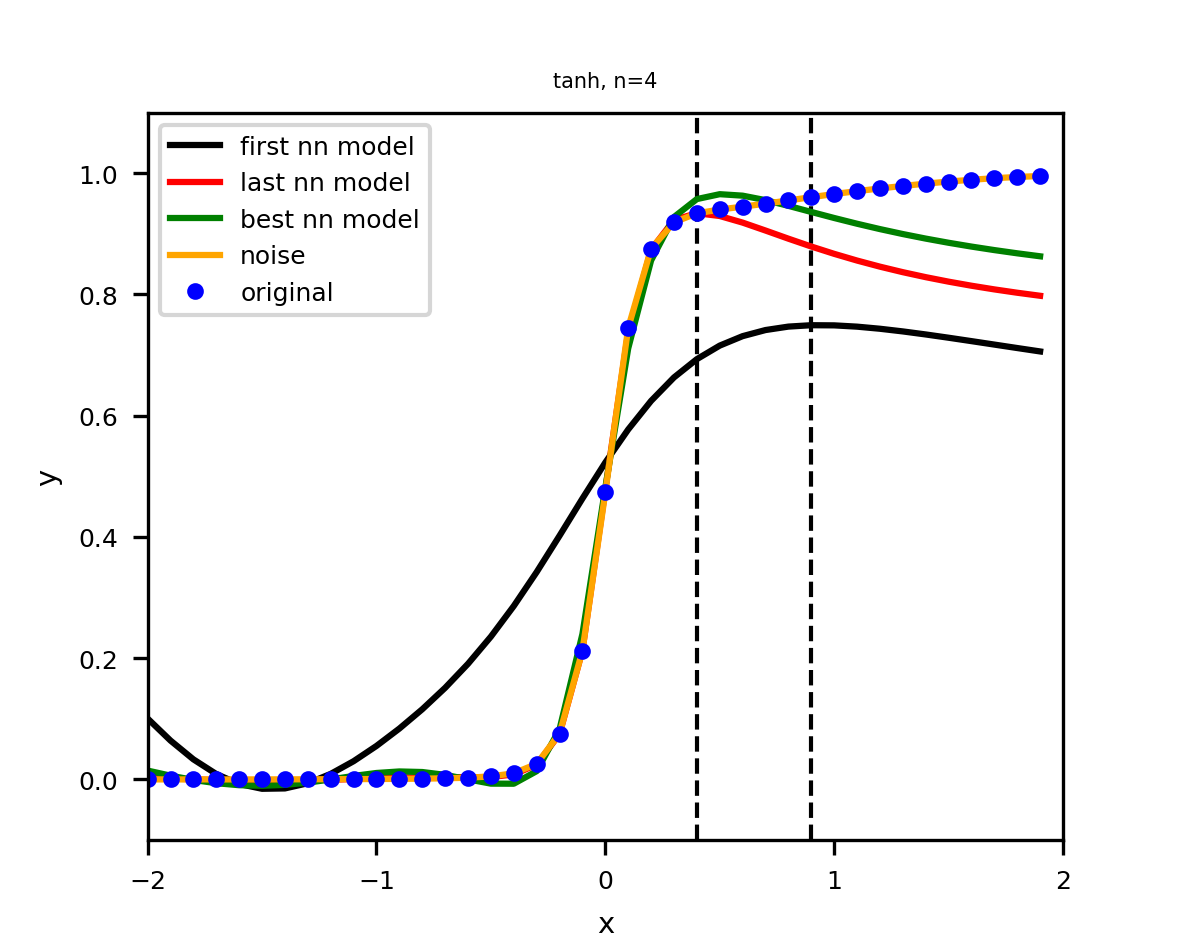 tanh, n=4
first nn model
last nn model
best nn model
noise
original
1.0
0.8
0.6
0.4
0.2
0.0
y
−2
−1
0
1
2
x